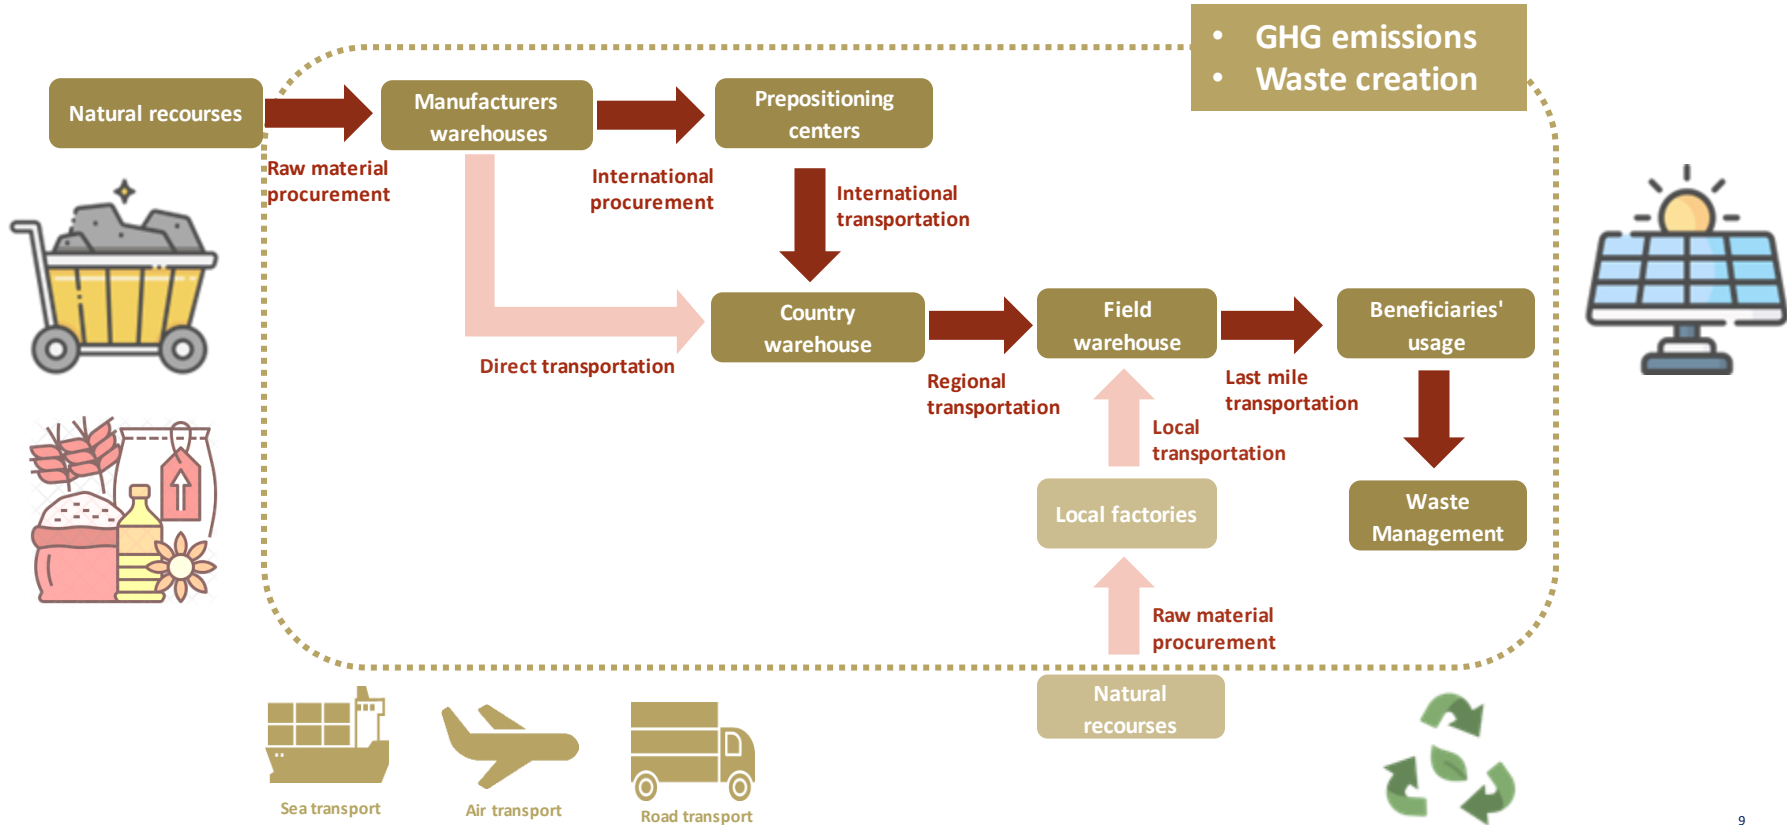 • GHG emissions
• Waste creation
Natural recourses
Manufacturers
warehouses
Prepositioning
centers
Raw material
procurement
International
procurement
International
transportation
Country
warehouse
Field
warehouse
Beneficiaries'
usage
Direct transportation
Regional
transportation
Last mile
transportation
Local
transportation
Local factories
Waste
Management
Raw material
procurement
Natural
recourses
Sea transport
Air transport
Road transport
9